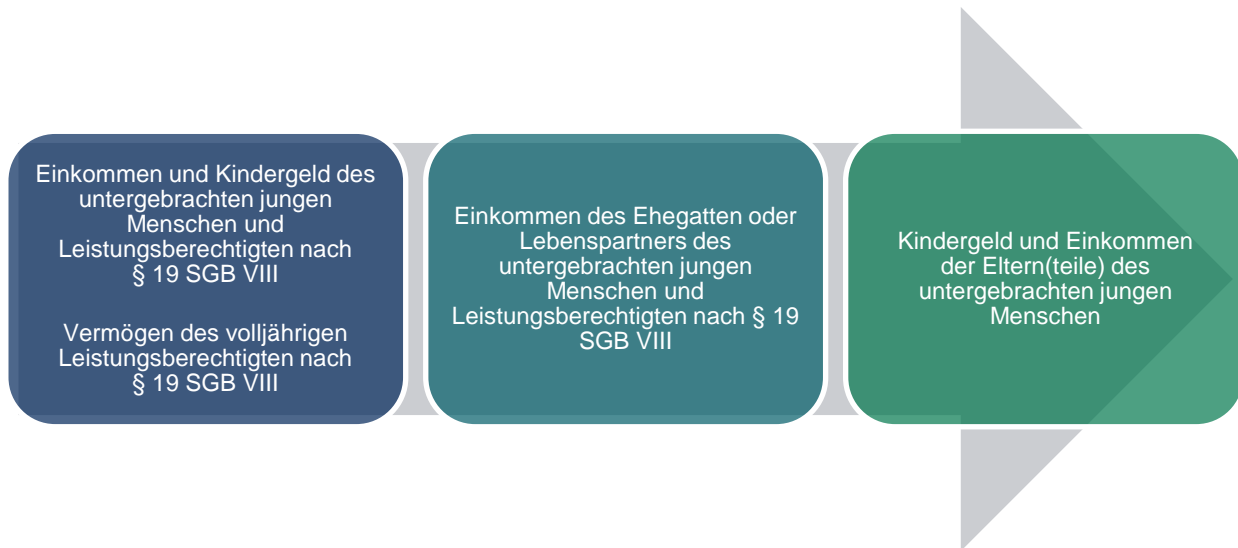 Einkommen und Kindergeld des
untergebrachten jungen
Menschen und
Leistungsberechtigten nach
§ 19 SGB VIII
Vermögen des volljährigen
Leistungsberechtigten nach
§ 19 SGB VIII
Einkommen des Ehegatten oder
Lebenspartners des
untergebrachten jungen
Menschen und
Leistungsberechtigten nach § 19
SGB VIII
Kindergeld und Einkommen
der Eltern(teile) des
untergebrachten jungen
Menschen